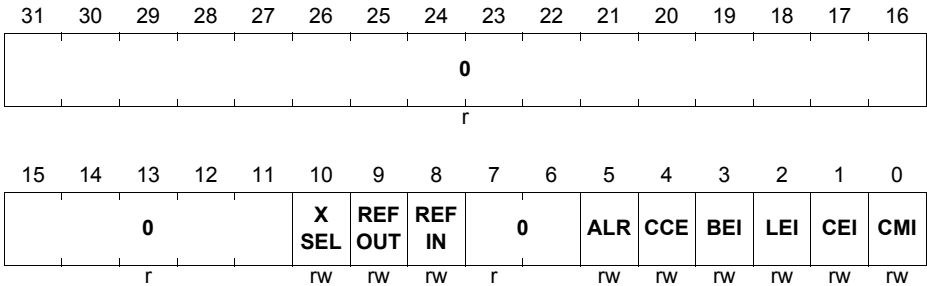 31 30 29 28 27 26 25 24 23 22 21 20 19 18 17 16
0
r
15 14 13 12 11 10 9 8 7 6 5 4 3 2 1 0
0 X SEL REF OUT REF IN 0 ALR CCE BEI LEI CEI CMI
r rw rw rw r rw rw rw rw rw rw